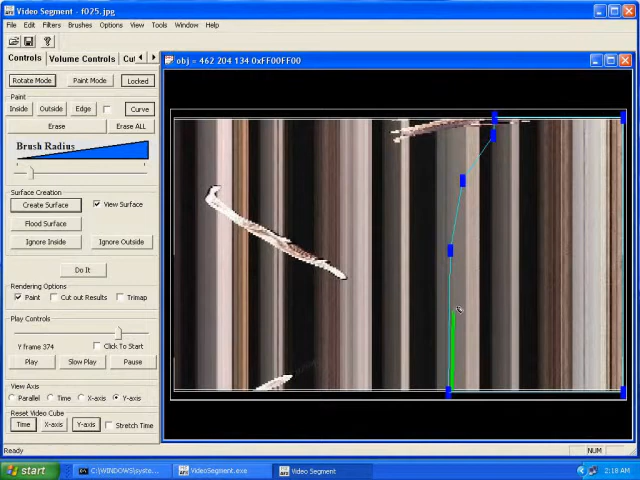 Video Segment - f025.jpg
File Edit Filters Brushes Options View Tools Window Help
Controls Volume Controls
obj = 462 204 134 0xFF00FF00
Rotate Mode Paint Mode Locked
Paint
Inside Outside Edge Curve
Erase Erase ALL
Brush Radius
Surface Creation
Create Surface View Surface
Flood Surface
Ignore Inside Ignore Outside
Do It
Rendering Options
Paint Cut out Results Trimap
Play Controls
Y frame 374 Click To Start
Play Slow Play Pause
View Axis
Parallel Time X-axis Y-axis
Reset Video Cube
Time X-axis Y-axis Stretch Time
Ready NUM
start C:\WINDOWS\syste... VideoSegment.exe Video Segment 2:18 AM